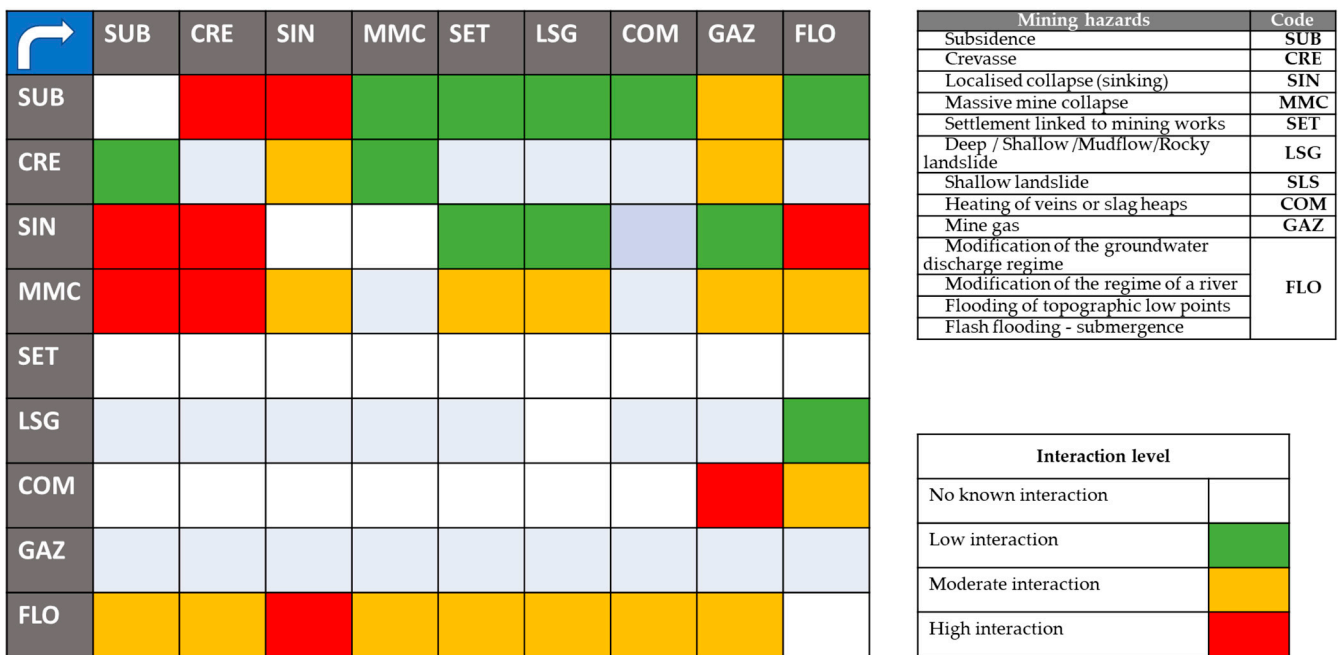 SUB CRE SIN MMC SET LSG COM GAZ FLO
SUB
CRE
SIN
MMC
SET
LSG
COM
GAZ
FLO
Mining hazards Code
Subsidence SUB
Crevasse CRE
Localised collapse (sinking) SIN
Massive mine collapse MMC
Settlement linked to mining works SET
Deep / Shallow /Mudflow/Rocky
landslide LSG
Shallow landslide SLS
Heating of veins or slag heaps COM
Mine gas GAZ
Modification of the groundwater
discharge regime
Modification of the regime of a river FLO
Flooding of topographic low points
Flash flooding - submergence
Interaction level
No known interaction
Low interaction
Moderate interaction
High interaction